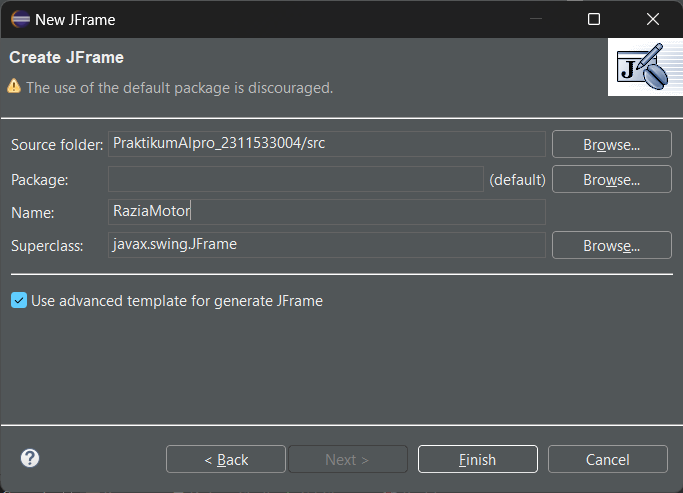 New JFrame
Create JFrame
The use of the default package is discouraged.
Source folder: PraktikumAlpro_2311533004/src Browse...
Package: (default) Browse...
Name: RaziaMotor
Superclass: javax.swing.JFrame Browse...
Use advanced template for generate JFrame
< Back Next > Finish Cancel